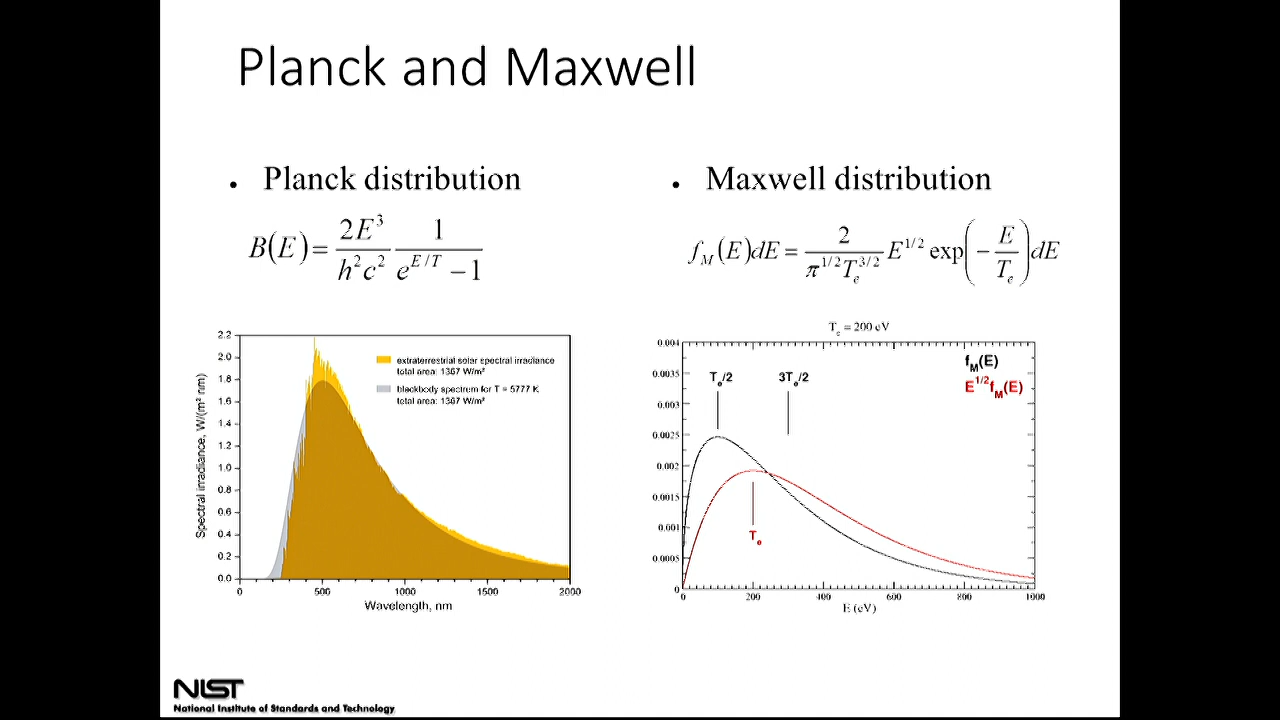 Planck and Maxwell
• Planck distribution
B(E) = 2E³/h²c² 1/e^{E/T} − 1
• Maxwell distribution
f_M(E)dE = 2/π^{1/2}T_e^{3/2} E^{1/2} exp(−E/T_e)dE
2.2
2.0
1.8
1.6
1.4
1.2
1.0
0.8
0.6
0.4
0.2
0.0
Spectral irradiance, W/(m² nm)
extraterrestrial solar spectral irradiance
total area: 1367 W/m²
blackbody spectrum for T = 5777 K
total area: 1367 W/m²
0 500 1000 1500 2000
Wavelength, nm
T_e = 200 eV
0.004
0.0035
0.003
0.0025
0.002
0.0015
0.001
0.0005
0
f_M(E)
E^{1/2}f_M(E)
T_e/2 3T_e/2
T_e
0 200 400 600 800 1000
E (eV)
NIST
National Institute of Standards and Technology